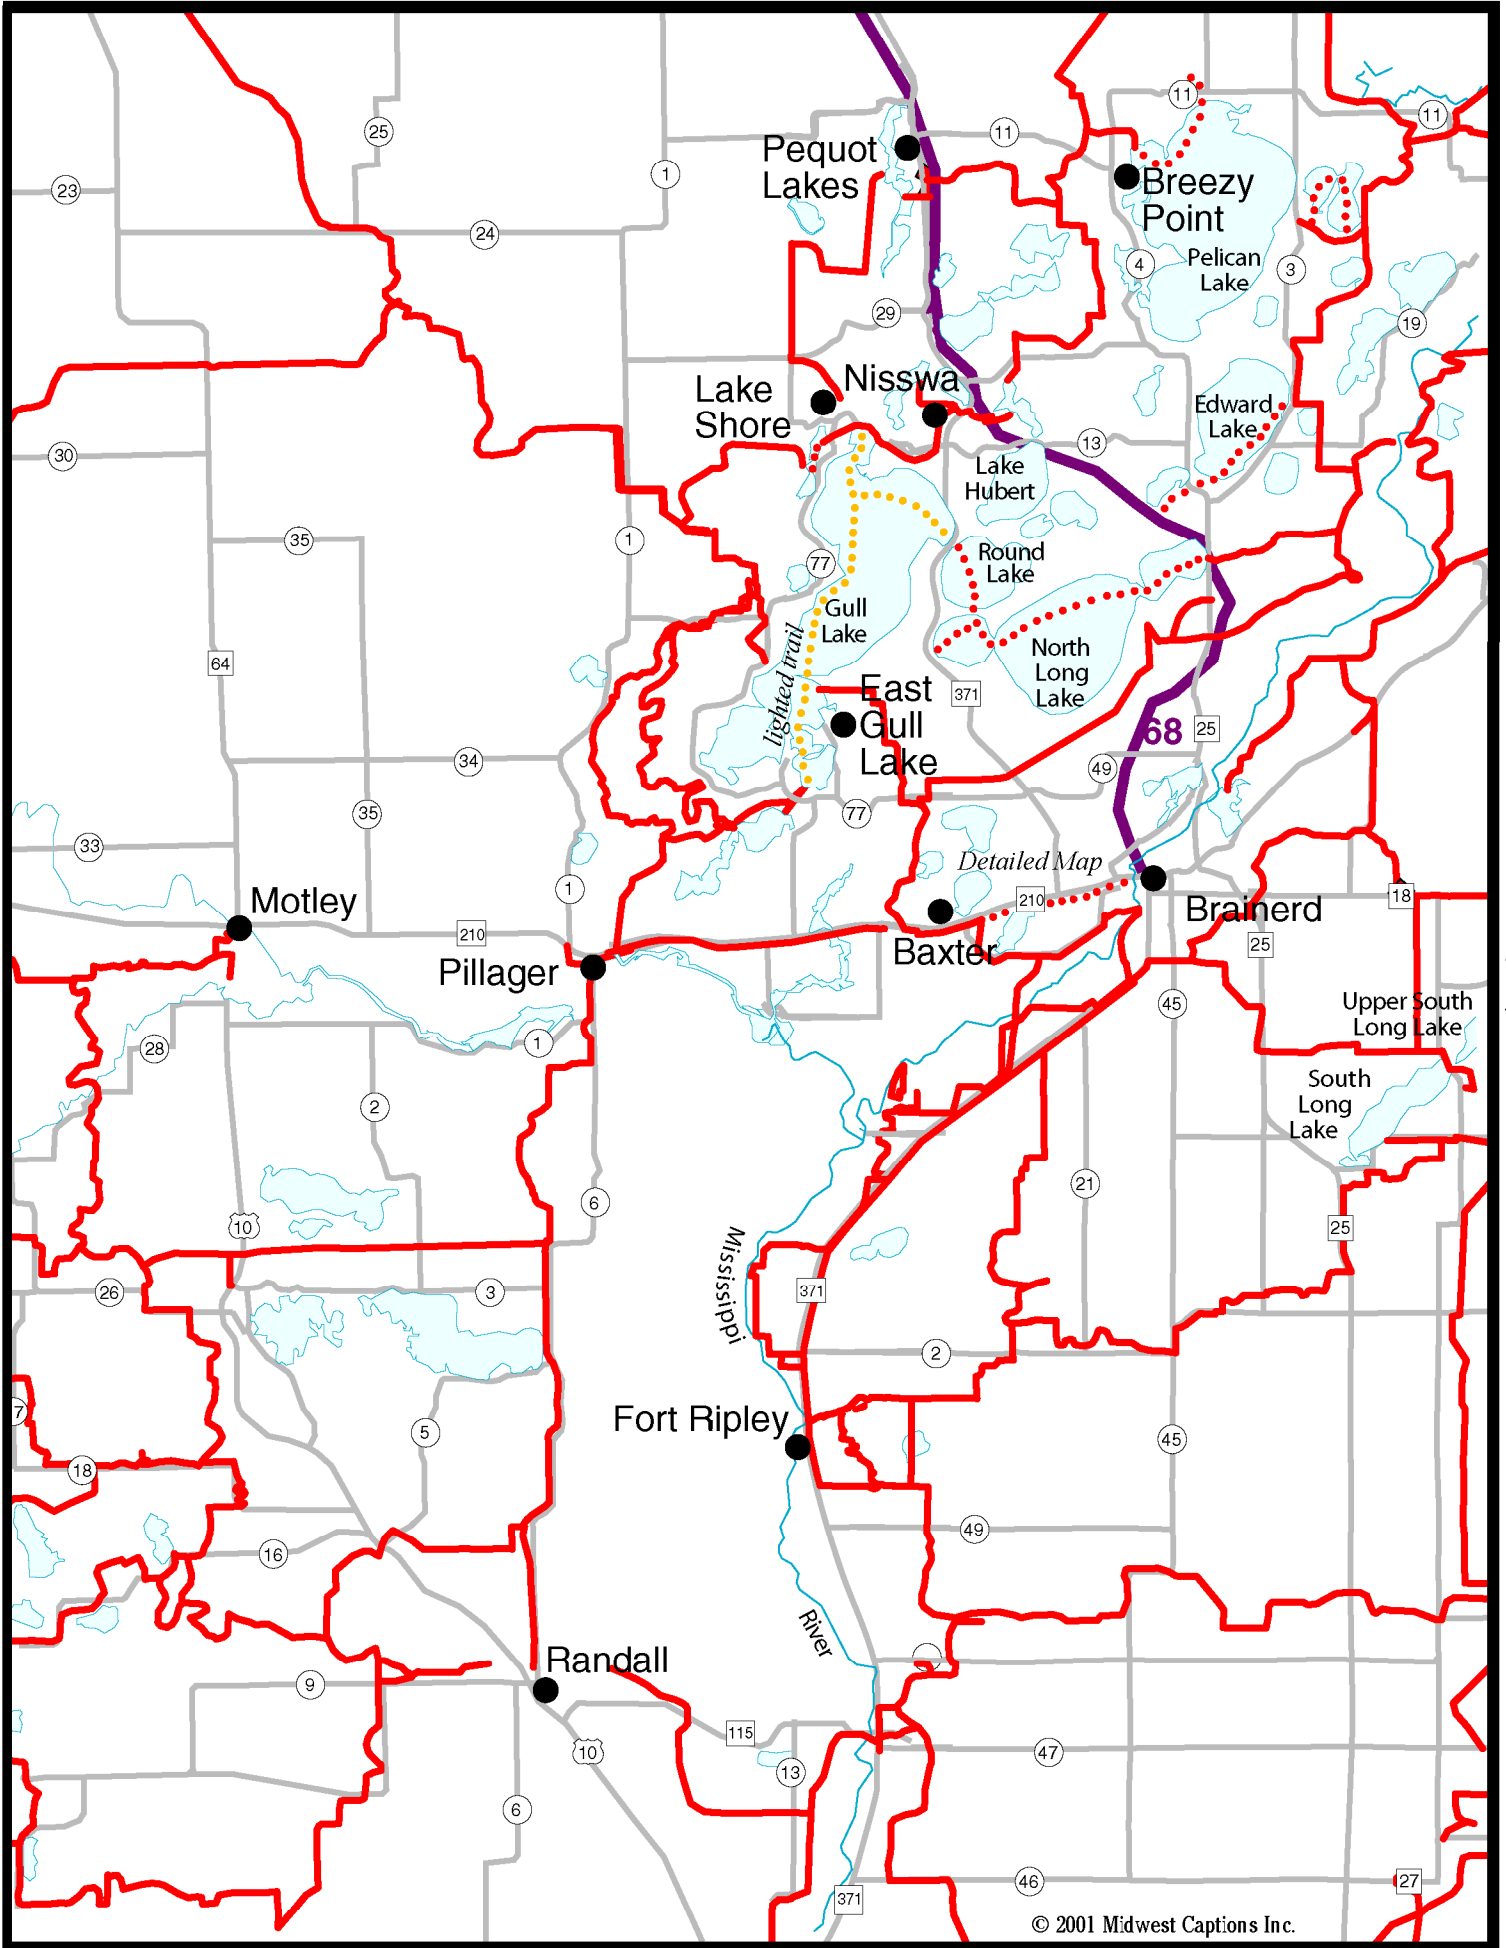 11
11
25
11
Pequot
Lakes
1
23
Breezy
Point
24
Pelican
Lake
4
3
29
19
Nisswa
Lake
Shore
Edward
Lake
13
30
Lake
Hubert
35
1
77
Round
Lake
Gull
Lake
lighted trail
64
North
Long
Lake
371
East
Gull
Lake
68
25
34
49
35
77
33
Detailed Map
1
210
18
Motley
Brainerd
210
Baxter
25
Pillager
45
Upper South
Long Lake
28
1
2
South
Long
Lake
21
6
10
25
Mississippi
26
3
371
2
7
Fort Ripley
5
45
18
49
16
River
Randall
9
115
10
47
13
6
46
27
371
© 2001 Midwest Captions Inc.